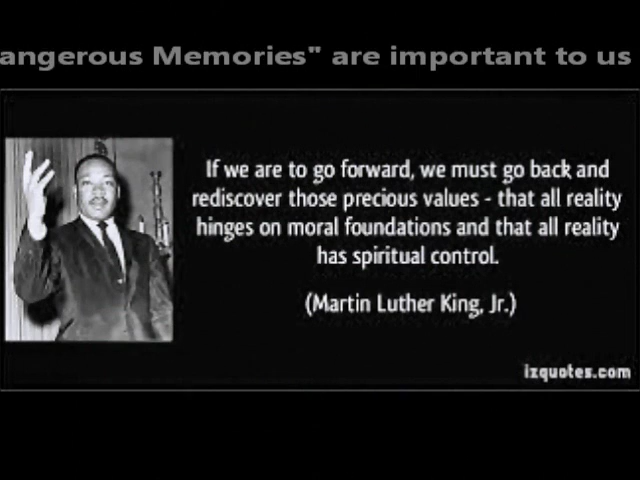 angerous Memories" are important to us
If we are to go forward, we must go back and
rediscover those precious values - that all reality
hinges on moral foundations and that all reality
has spiritual control.
(Martin Luther King, Jr.)
izquotes.com